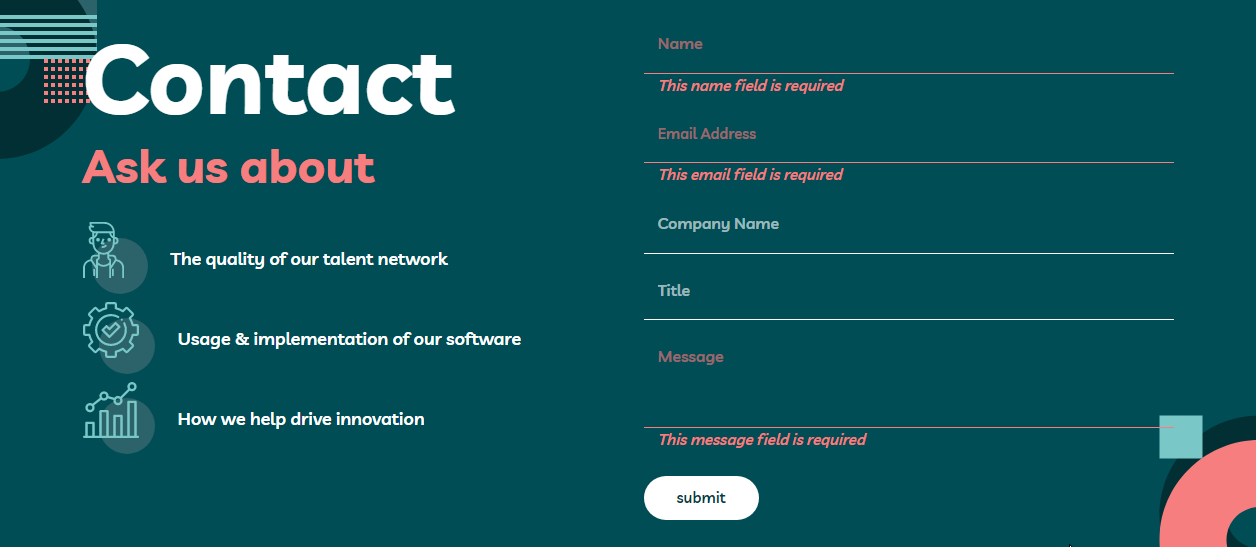 Contact
Ask us about
The quality of our talent network
Usage & implementation of our software
How we help drive innovation
Name
This name field is required
Email Address
This email field is required
Company Name
Title
Message
This message field is required
submit